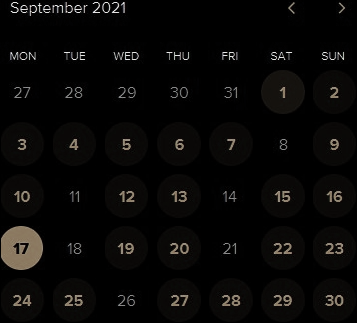 September 2021 < >
MON TUE WED THU FRI SAT SUN
27 28 29 30 31 1 2
3 4 5 6 7 8 9
10 11 12 13 14 15 16
17 18 19 20 21 22 23
24 25 26 27 28 29 30